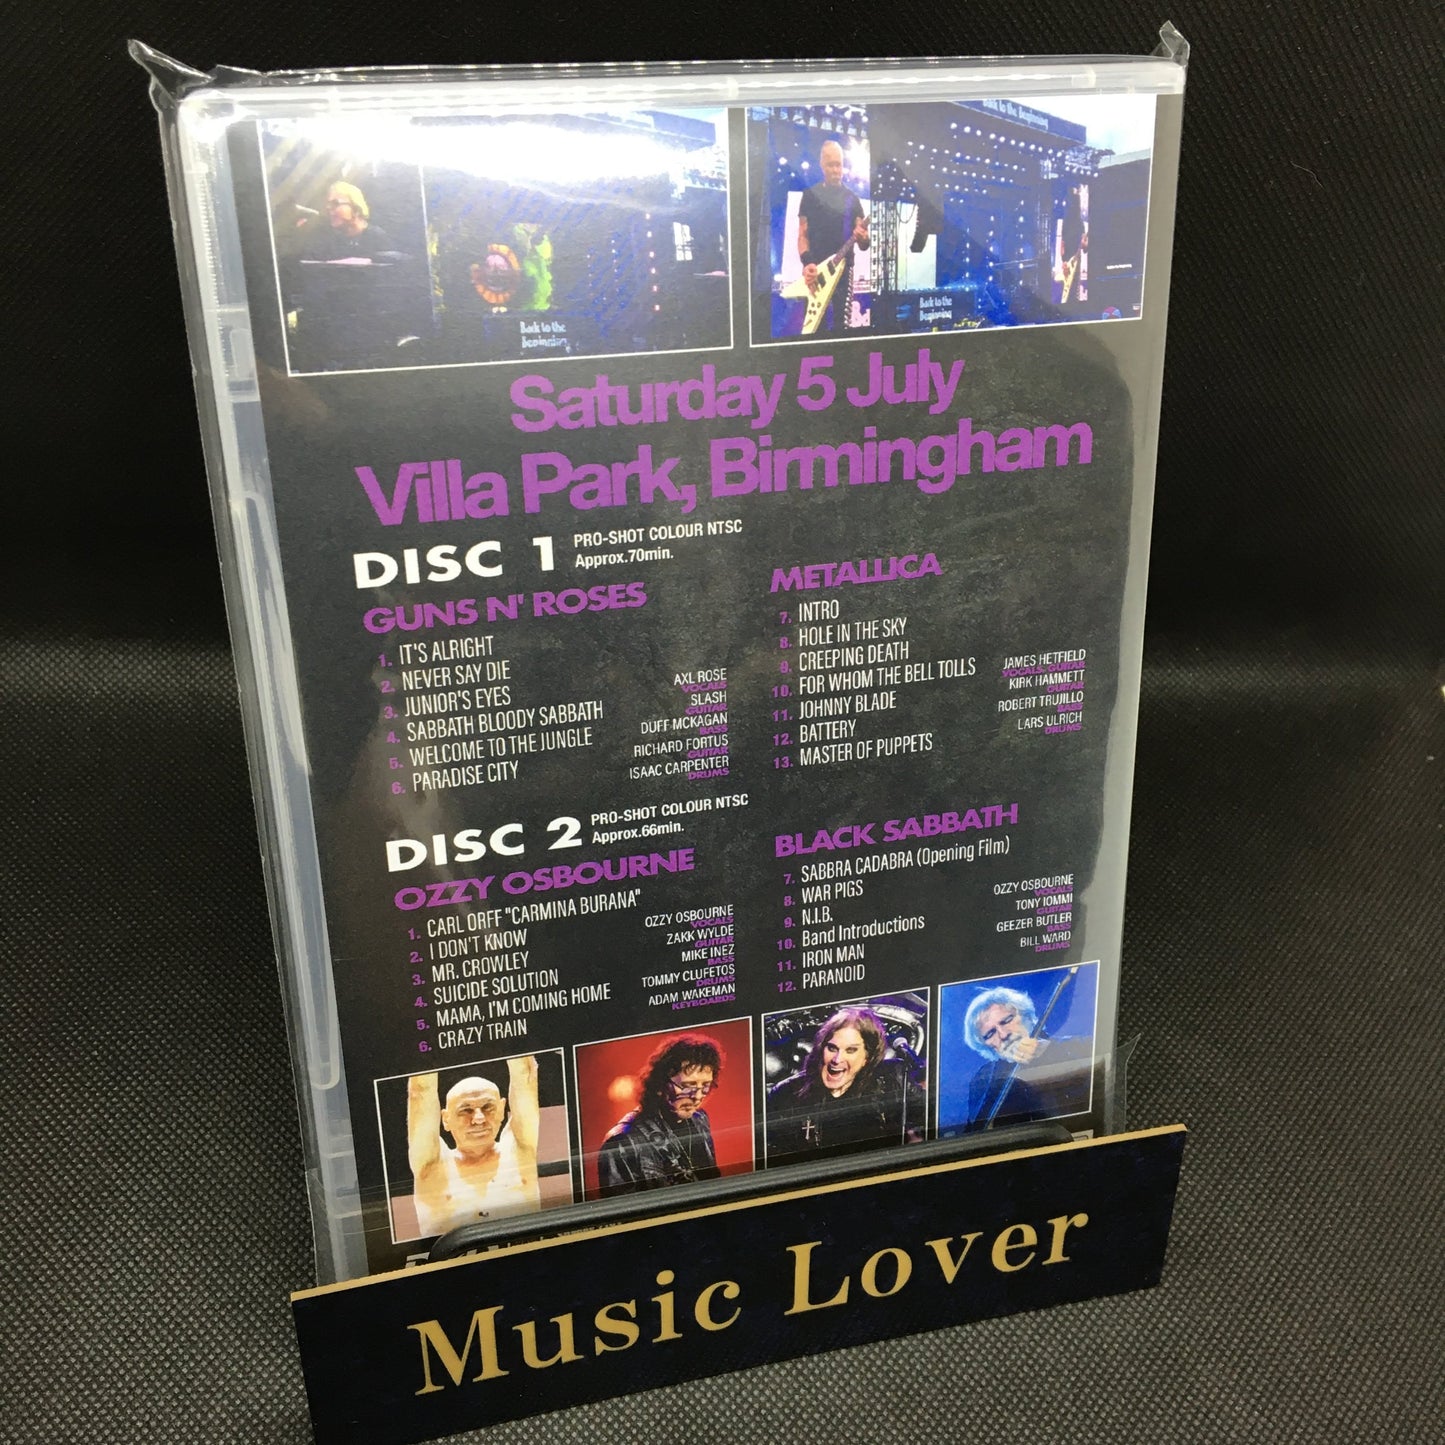 Back to the Beginning
Back to the
Beginning
Back to the
Beginning
Saturday 5 July
Villa Park, Birmingham
DISC 1
PRO-SHOT COLOUR NTSC
Approx.70min.
GUNS N' ROSES
1. IT'S ALRIGHT
2. NEVER SAY DIE
3. JUNIOR'S EYES
4. SABBATH BLOODY SABBATH
5. WELCOME TO THE JUNGLE
6. PARADISE CITY
AXL ROSE
VOCALS
SLASH
GUITAR
DUFF MCKAGAN
BASS
RICHARD FORTUS
GUITAR
ISAAC CARPENTER
DRUMS
METALLICA
7. INTRO
8. HOLE IN THE SKY
9. CREEPING DEATH
10. FOR WHOM THE BELL TOLLS
11. JOHNNY BLADE
12. BATTERY
13. MASTER OF PUPPETS
JAMES HETFIELD
VOCALS, GUITAR
KIRK HAMMETT
GUITAR
ROBERT TRUJILLO
BASS
LARS ULRICH
DRUMS
DISC 2
PRO-SHOT COLOUR NTSC
Approx.66min.
OZZY OSBOURNE
1. CARL ORFF "CARMINA BURANA"
2. I DON'T KNOW
3. MR. CROWLEY
4. SUICIDE SOLUTION
5. MAMA, I'M COMING HOME
6. CRAZY TRAIN
OZZY OSBOURNE
VOCALS
ZAKK WYLDE
GUITAR
MIKE INEZ
BASS
TOMMY CLUFETOS
DRUMS
ADAM WAKEMAN
KEYBOARDS
BLACK SABBATH
7. SABBRA CADABRA (Opening Film)
8. WAR PIGS
9. N.I.B.
10. Band Introductions
11. IRON MAN
12. PARANOID
OZZY OSBOURNE
VOCALS
TONY IOMMI
GUITAR
GEEZER BUTLER
BASS
BILL WARD
DRUMS
Music Lover